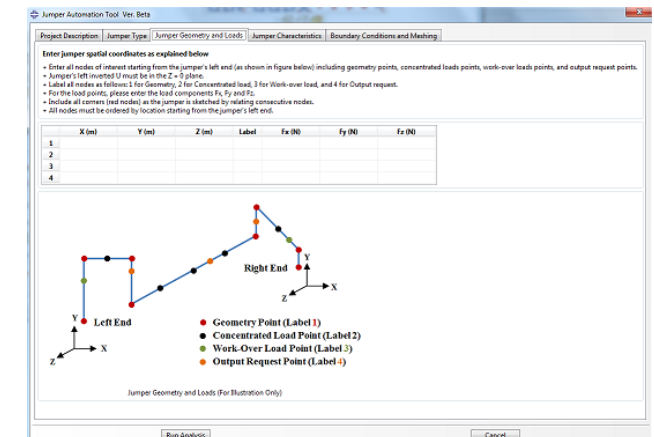 Jumper Automation Tool Ver. Beta
Project Description Jumper Type Jumper Geometry and Loads Jumper Characteristics Boundary Conditions and Meshing
Enter jumper spatial coordinates as explained below
+ Enter all nodes of interest starting from the jumper's left end (as shown in figure below) including geometry points, concentrated loads points, work-over loads points, and output request points.
+ Jumper's left inverted U must be in the Z = 0 plane.
+ Label all nodes as follows: 1 for Geometry, 2 for Concentrated load, 3 for Work-over load, and 4 for Output request.
+ For the load points, please enter the load components Fx, Fy and Fz.
+ Include all corners (red nodes) as the jumper is sketched by relating consecutive nodes.
+ All nodes must be ordered by location starting from the jumper's left end.
X (m) Y (m) Z (m) Label Fx (N) Fy (N) Fz (N)
1
2
3
4
Right End
Y
X
Z
Y
Left End
X
Z
Geometry Point (Label 1)
Concentrated Load Point (Label 2)
Work-Over Load Point (Label 3)
Output Request Point (Label 4)
Jumper Geometry and Loads (For Illustration Only)
Run Analysis Cancel